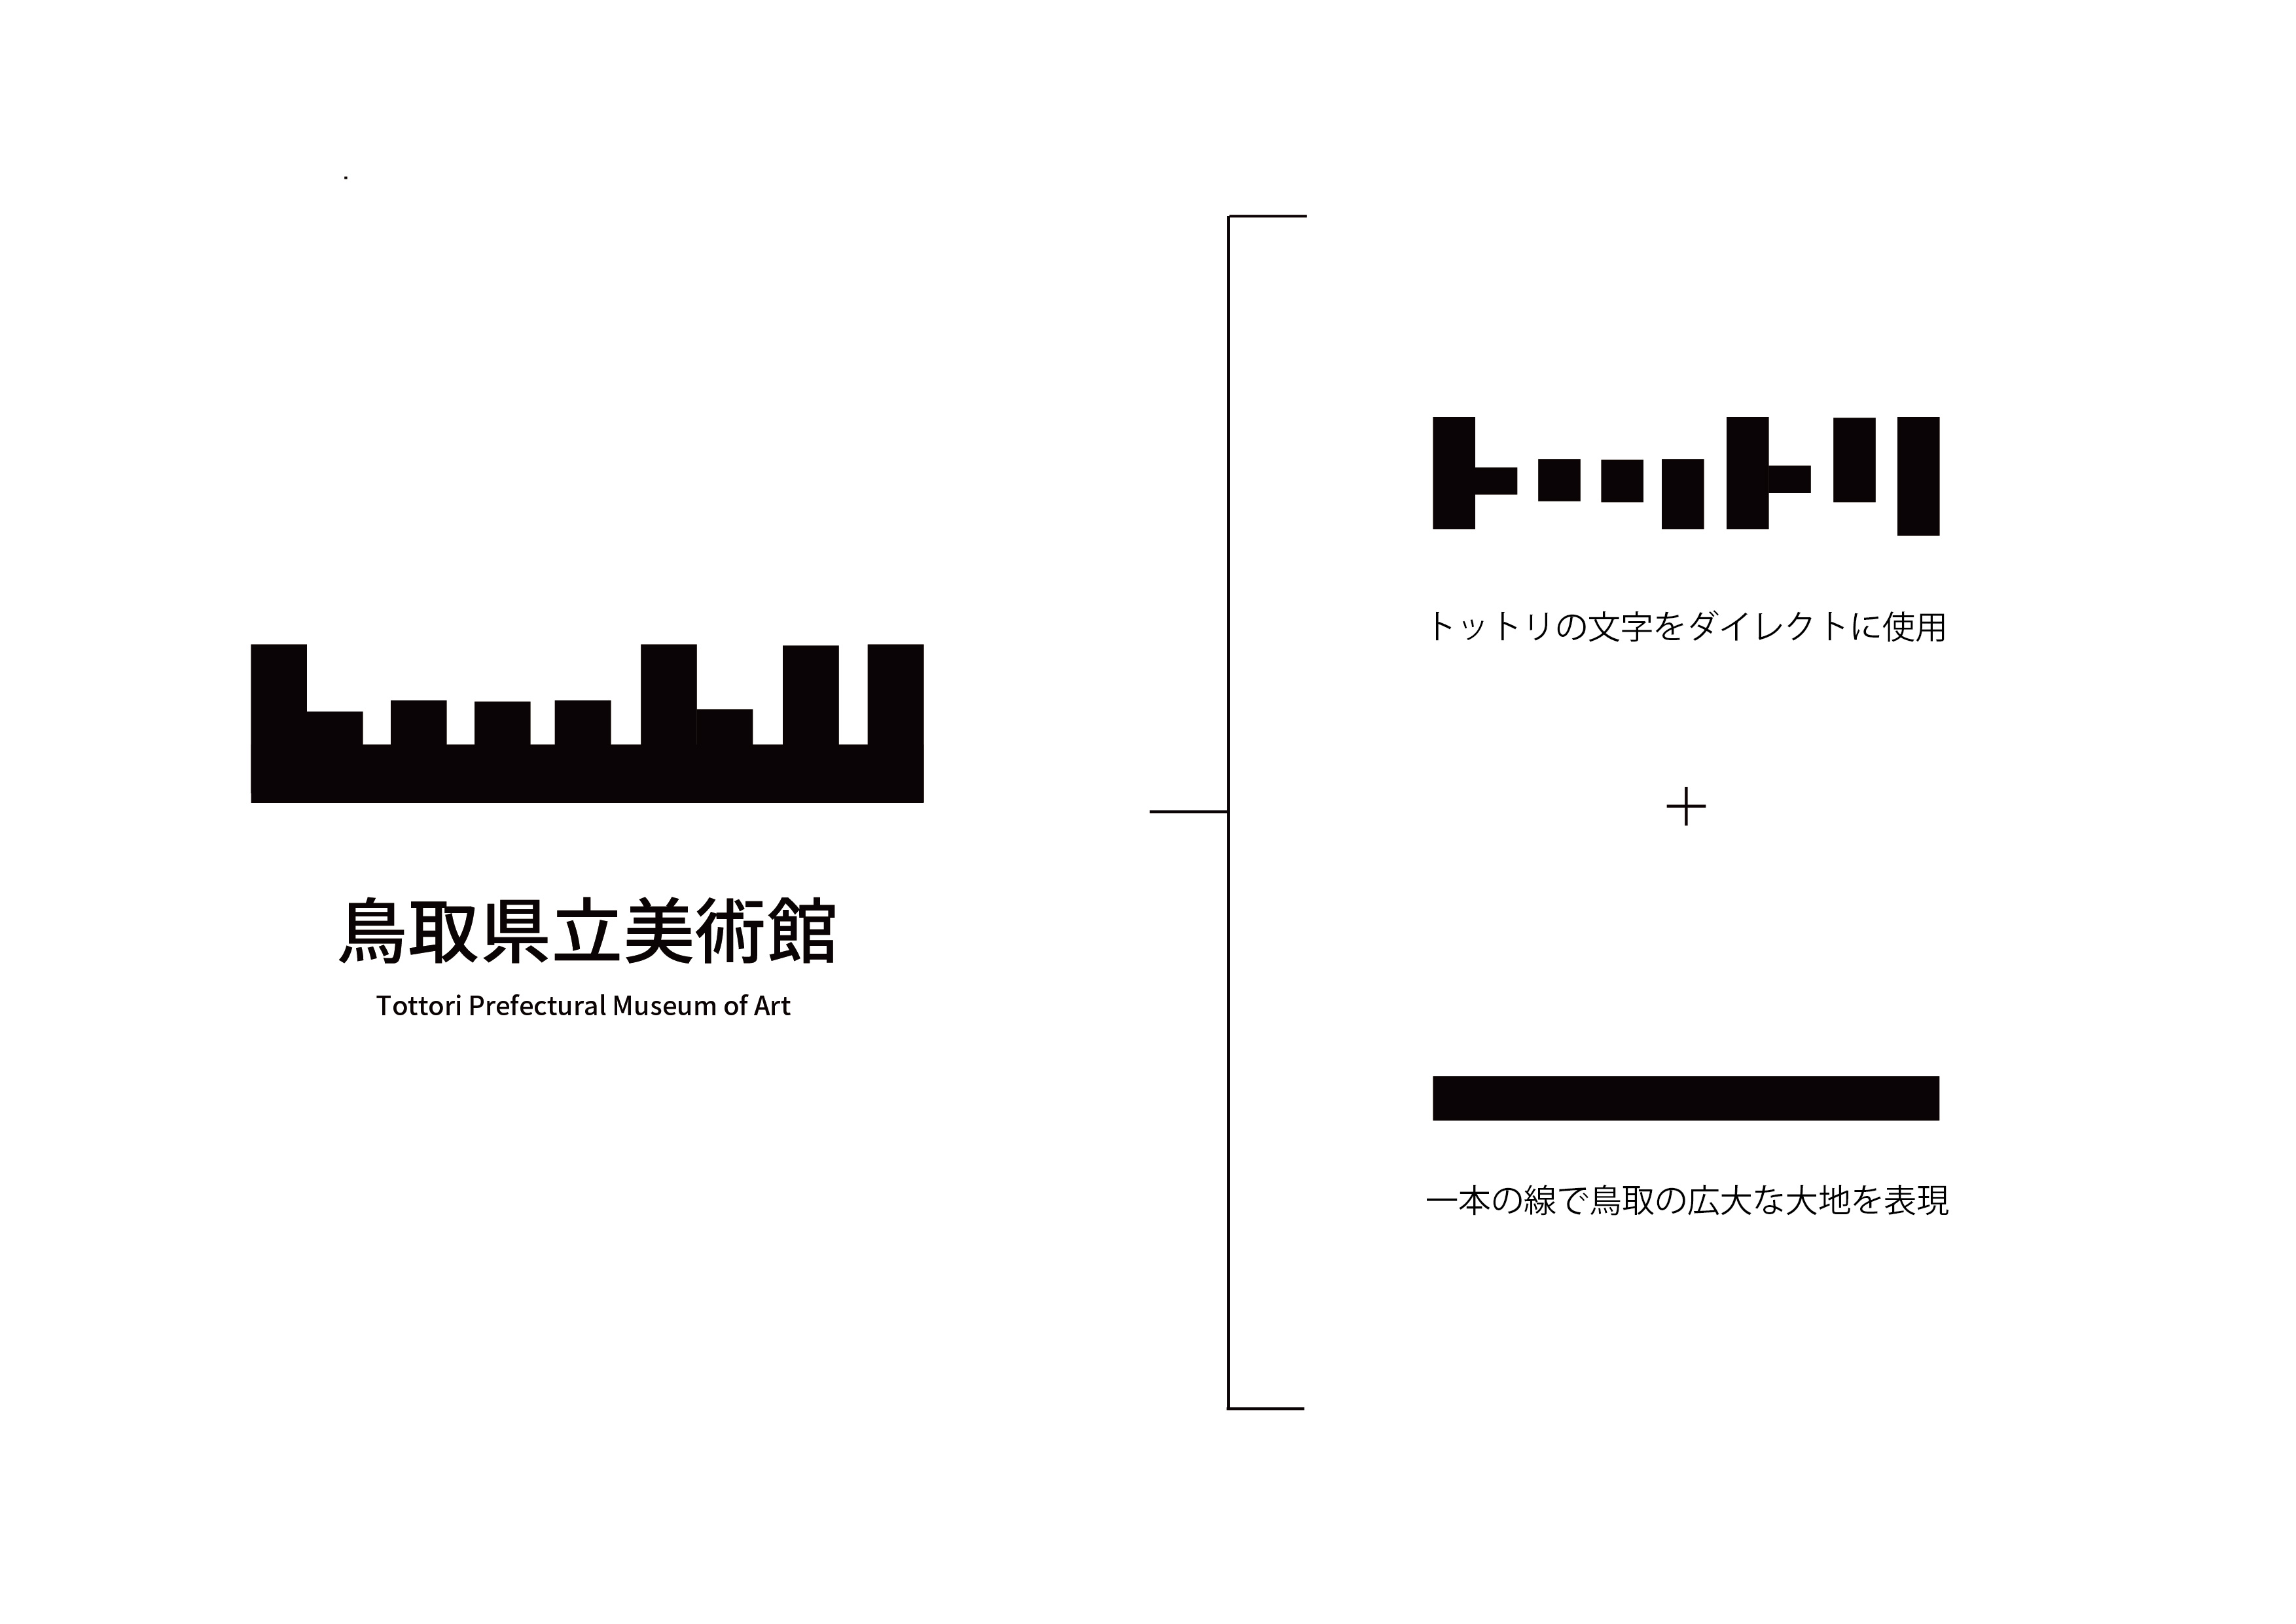 鳥取県立美術館
Tottori Prefectural Museum of Art
トットリ
トットリの文字をダイレクトに使用
+
一本の線で鳥取の広大な大地を表現